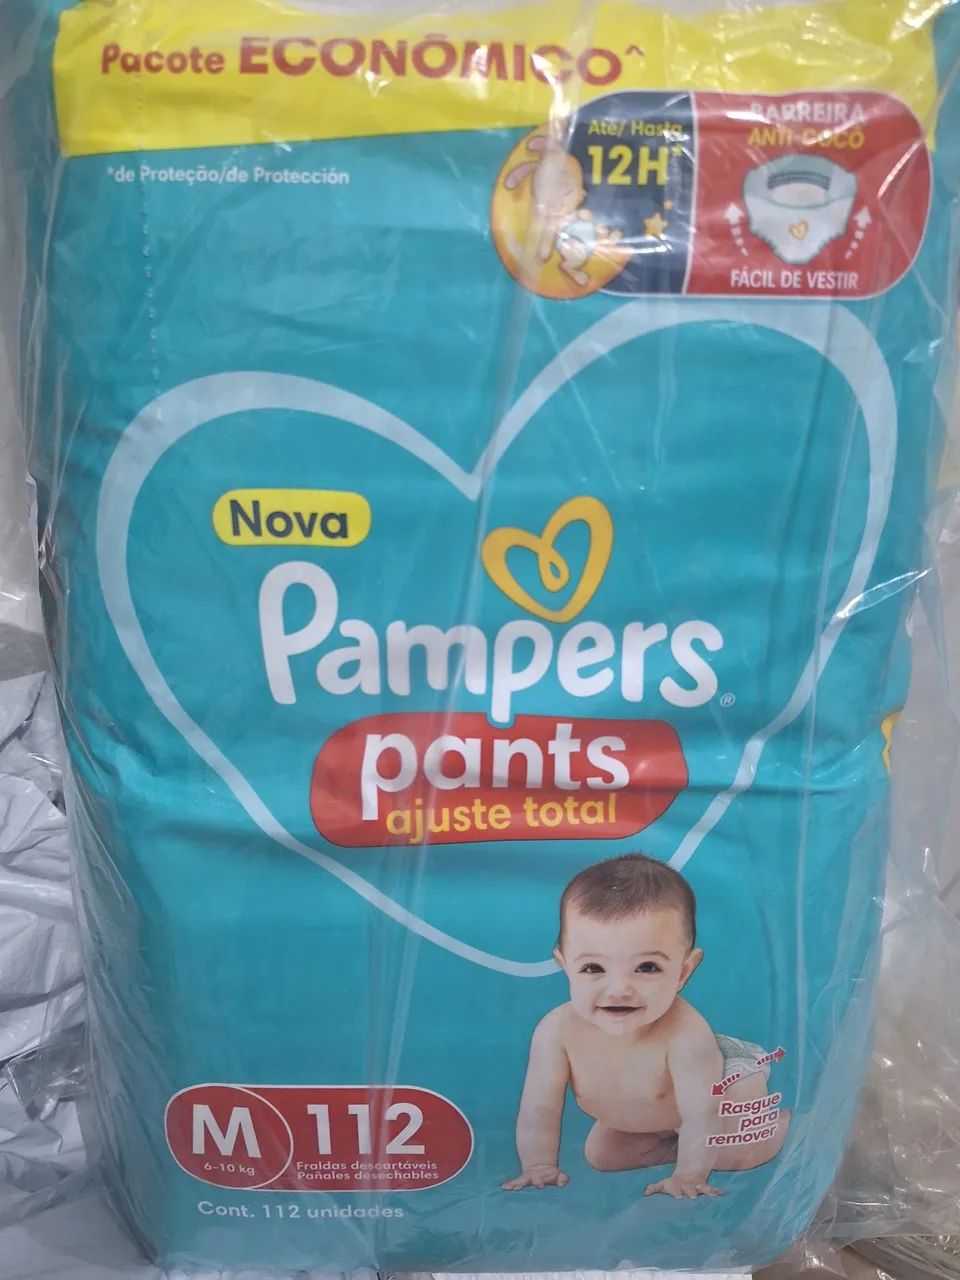 Pacote ECONÔMICO^
*de Proteção/de Protección
Até/ Hasta
12H*
BARREIRA
ANTI-COCÔ
FÁCIL DE VESTIR
Nova
Pampers®
pants
ajuste total
Rasgue
para
remover
M
6-10 kg
112
Fraldas descartáveis
Pañales desechables
Cont. 112 unidades